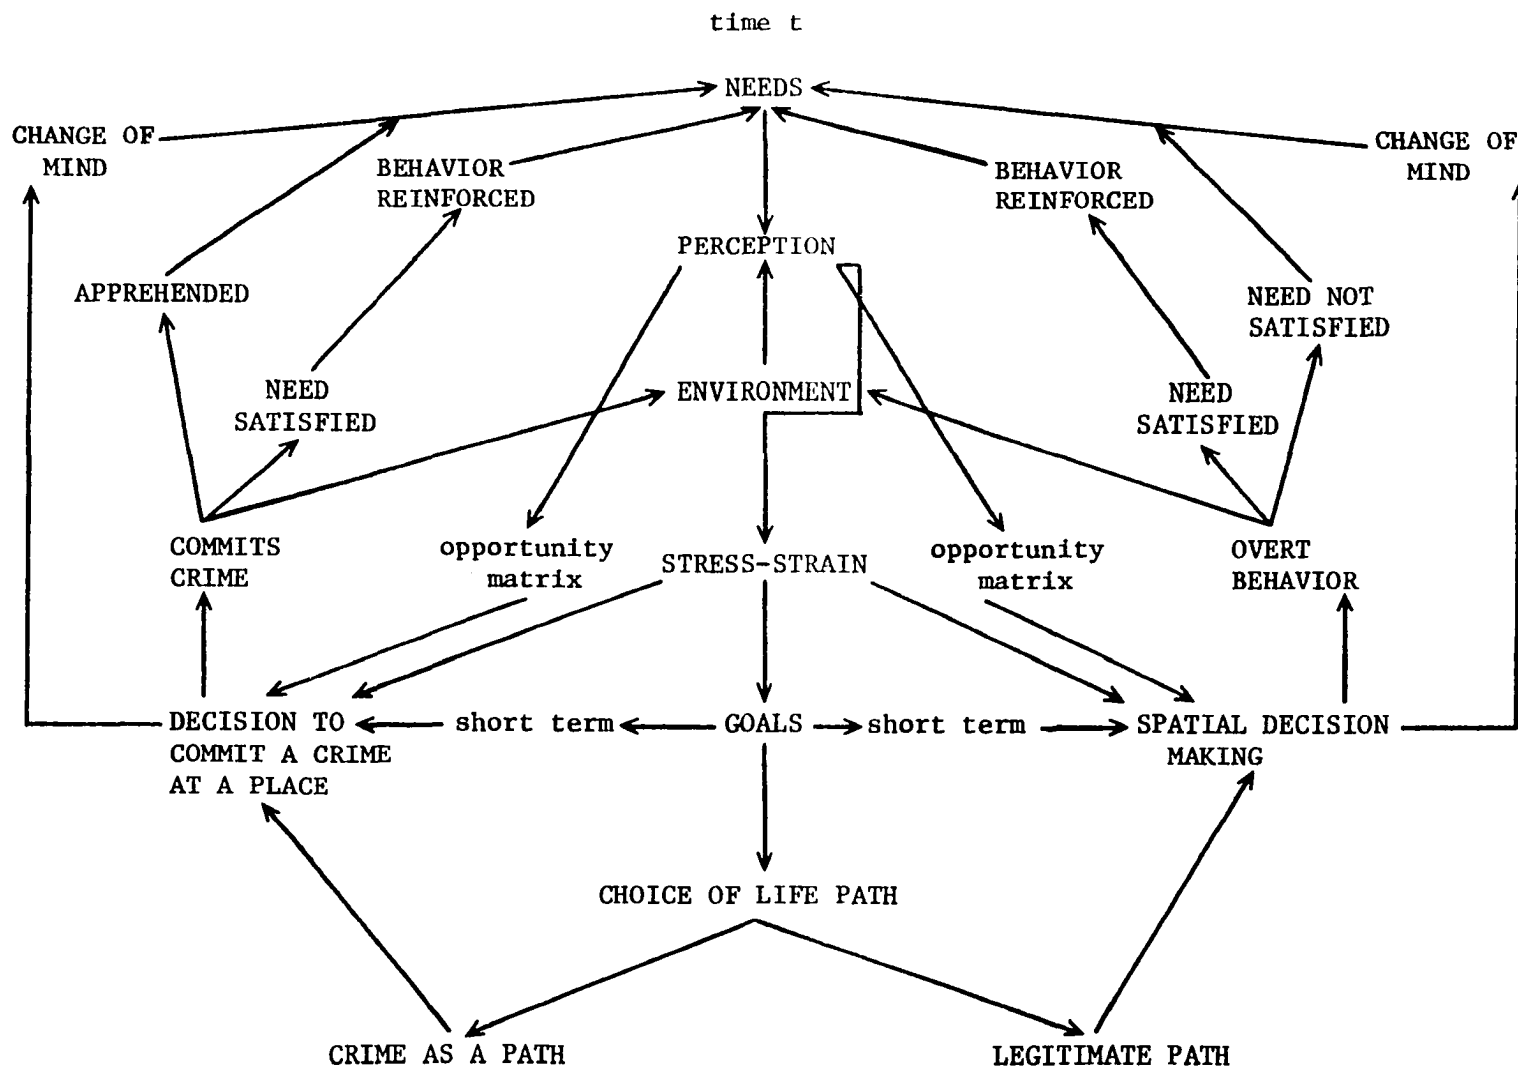 time t
NEEDS
CHANGE OF
MIND
CHANGE OF
MIND
BEHAVIOR
REINFORCED
BEHAVIOR
REINFORCED
PERCEPTION
APPREHENDED
NEED NOT
SATISFIED
NEED
SATISFIED
ENVIRONMENT
NEED
SATISFIED
COMMITS
CRIME
opportunity
matrix
STRESS-STRAIN
opportunity
matrix
OVERT
BEHAVIOR
DECISION TO
COMMIT A CRIME
AT A PLACE
short term
GOALS
short term
SPATIAL DECISION
MAKING
CHOICE OF LIFE PATH
CRIME AS A PATH
LEGITIMATE PATH